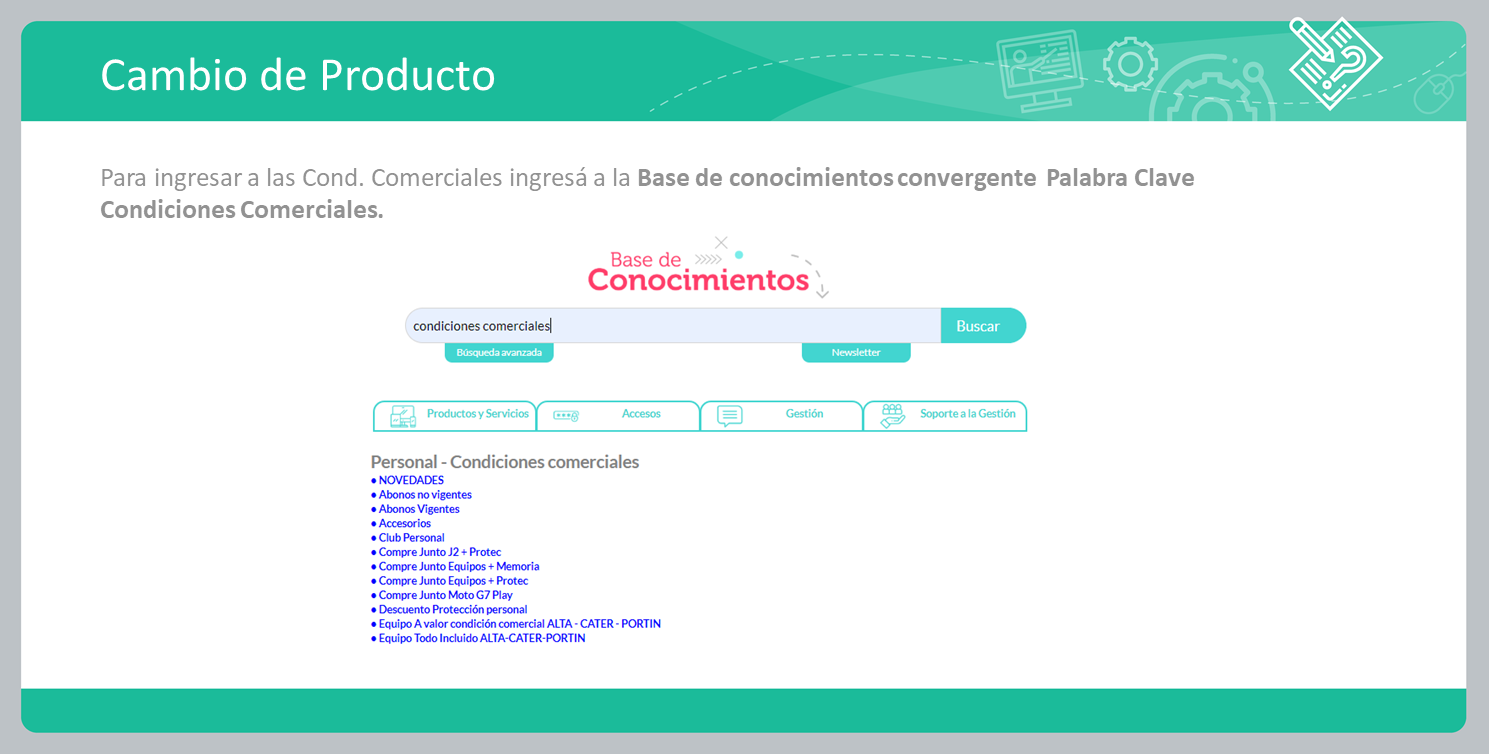 Cambio de Producto
Para ingresar a las Cond. Comerciales ingresá a la Base de conocimientos convergente Palabra Clave
Condiciones Comerciales.
Base de
Conocimientos
condiciones comerciales
Buscar
Búsqueda avanzada
Newsletter
Productos y Servicios
Accesos
Gestión
Soporte a la Gestión
Personal - Condiciones comerciales
● NOVEDADES
● Abonos no vigentes
● Abonos Vigentes
● Accesorios
● Club Personal
● Compre Junto J2 + Protec
● Compre Junto Equipos + Memoria
● Compre Junto Equipos + Protec
● Compre Junto Moto G7 Play
● Descuento Protección personal
● Equipo A valor condición comercial ALTA - CATER - PORTIN
● Equipo Todo Incluido ALTA-CATER-PORTIN